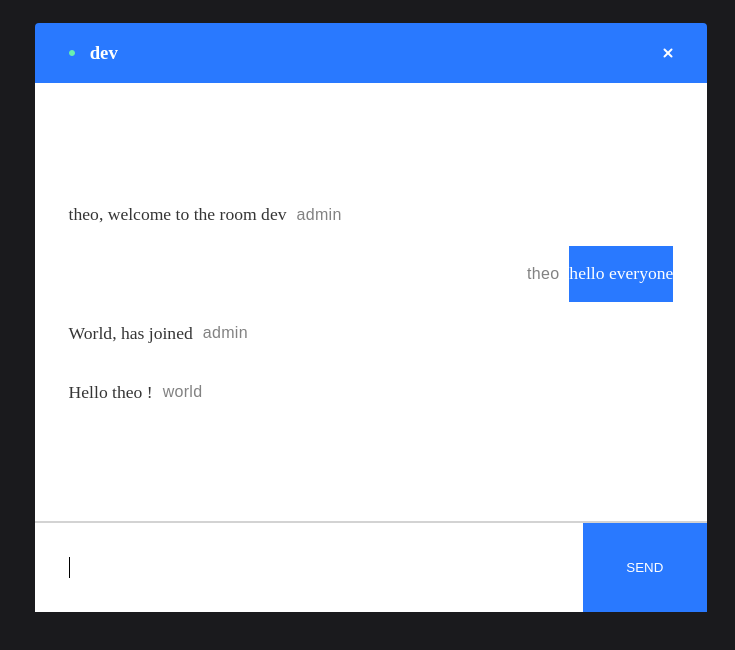 dev ×
theo, welcome to the room dev admin
theo hello everyone
World, has joined admin
Hello theo ! world
SEND